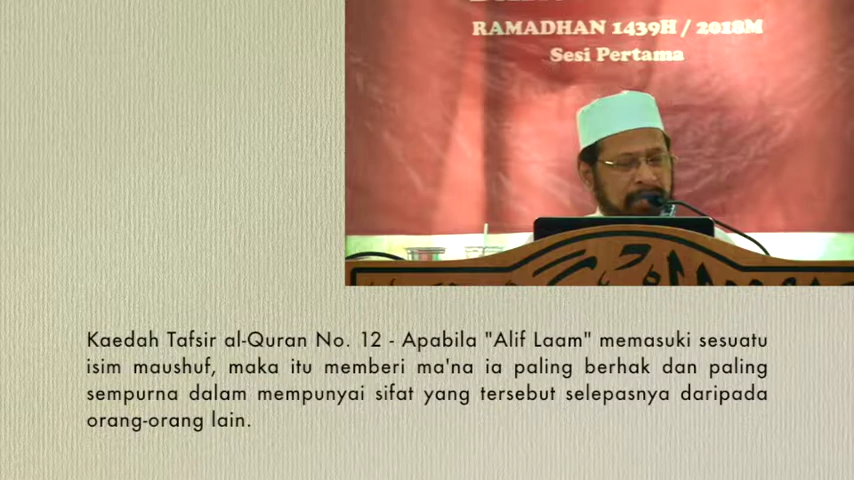 RAMADHAN 1439H / 2018M
Sesi Pertama
Kaedah Tafsir al-Quran No. 12 - Apabila "Alif Laam" memasuki sesuatu
isim maushuf, maka itu memberi ma'na ia paling berhak dan paling
sempurna dalam mempunyai sifat yang tersebut selepasnya daripada
orang-orang lain.